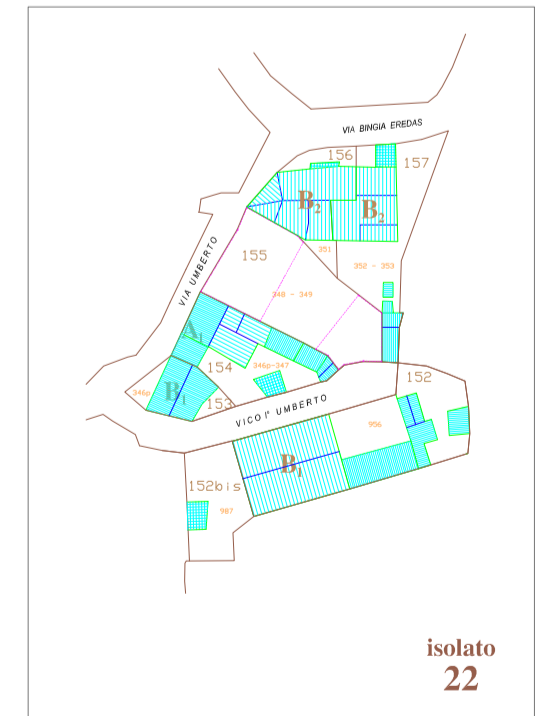 VIA BINGIA EREDAS
156
157
B2
B2
351
155
352 - 353
VIA UMBERTO
348 - 349
A1
154
346p-347
152
346p
B1
153
VICO I° UMBERTO
956
B1
152bis
987
isolato
22